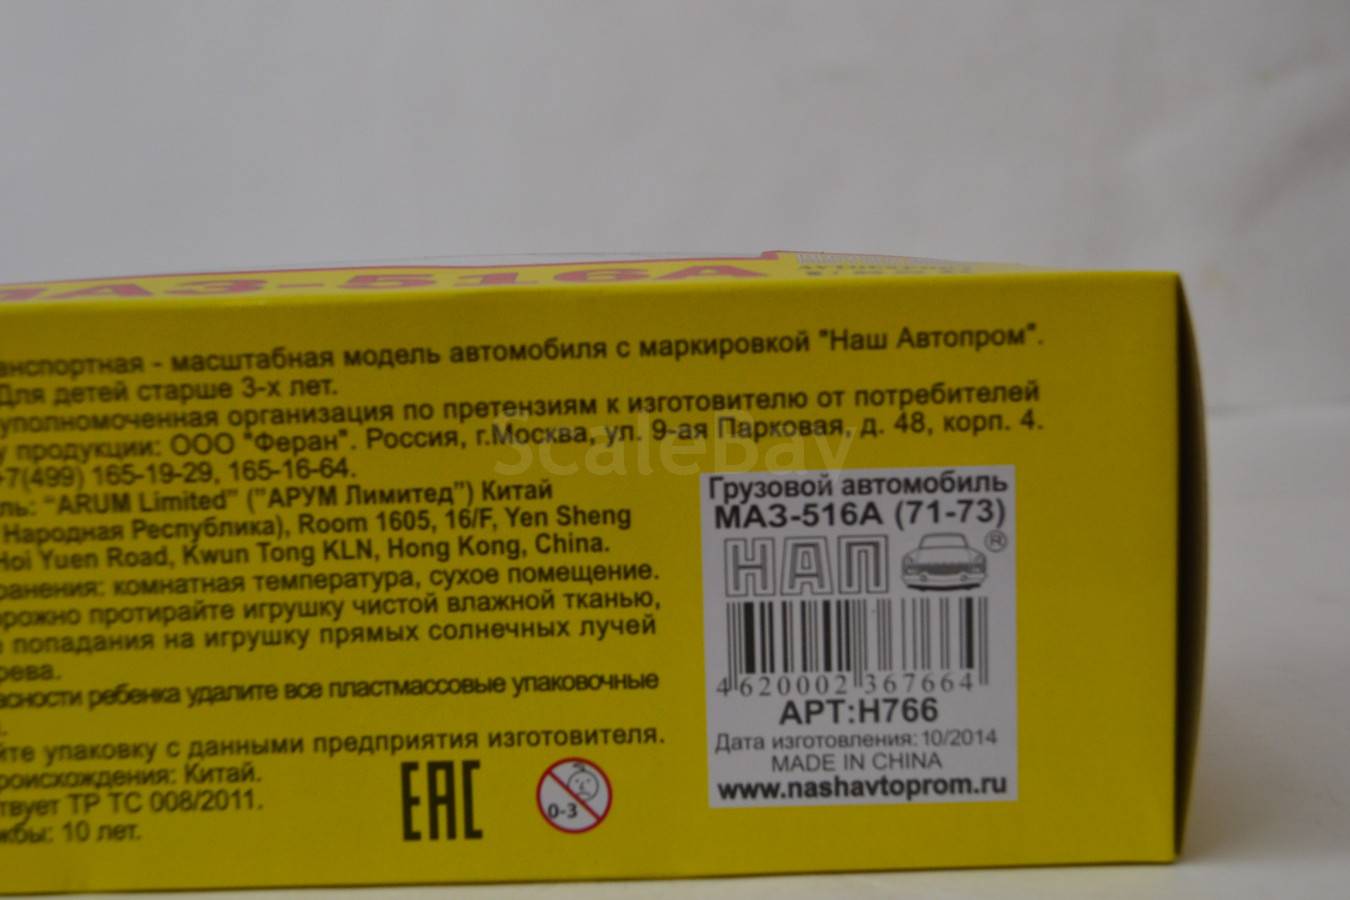 МАЗ-516А
анспортная - масштабная модель автомобиля с маркировкой "Наш Автопром".
Для детей старше 3-х лет.
уполномоченная организация по претензиям к изготовителю от потребителей
у продукции: ООО "Феран". Россия, г.Москва, ул. 9-ая Парковая, д. 48, корп. 4.
+7(499) 165-19-29, 165-16-64.
ль: “ARUM Limited” ("АРУМ Лимитед”) Китай
Народная Республика), Room 1605, 16/F, Yen Sheng
Hoi Yuen Road, Kwun Tong KLN, Hong Kong, China.
ранения: комнатная температура, сухое помещение.
орожно протирайте игрушку чистой влажной тканью,
попадания на игрушку прямых солнечных лучей
рева.
асности ребенка удалите все пластмассовые упаковочные
йте упаковку с данными предприятия изготовителя.
роисхождения: Китай.
твует ТР ТС 008/2011.
жбы: 10 лет.
EAC
0-3
Грузовой автомобиль
МАЗ-516А (71-73)
НАП ®
4620002367664
АРТ:Н766
Дата изготовления:10/2014
MADE IN CHINA
www.nashavtoprom.ru
ScaleBay